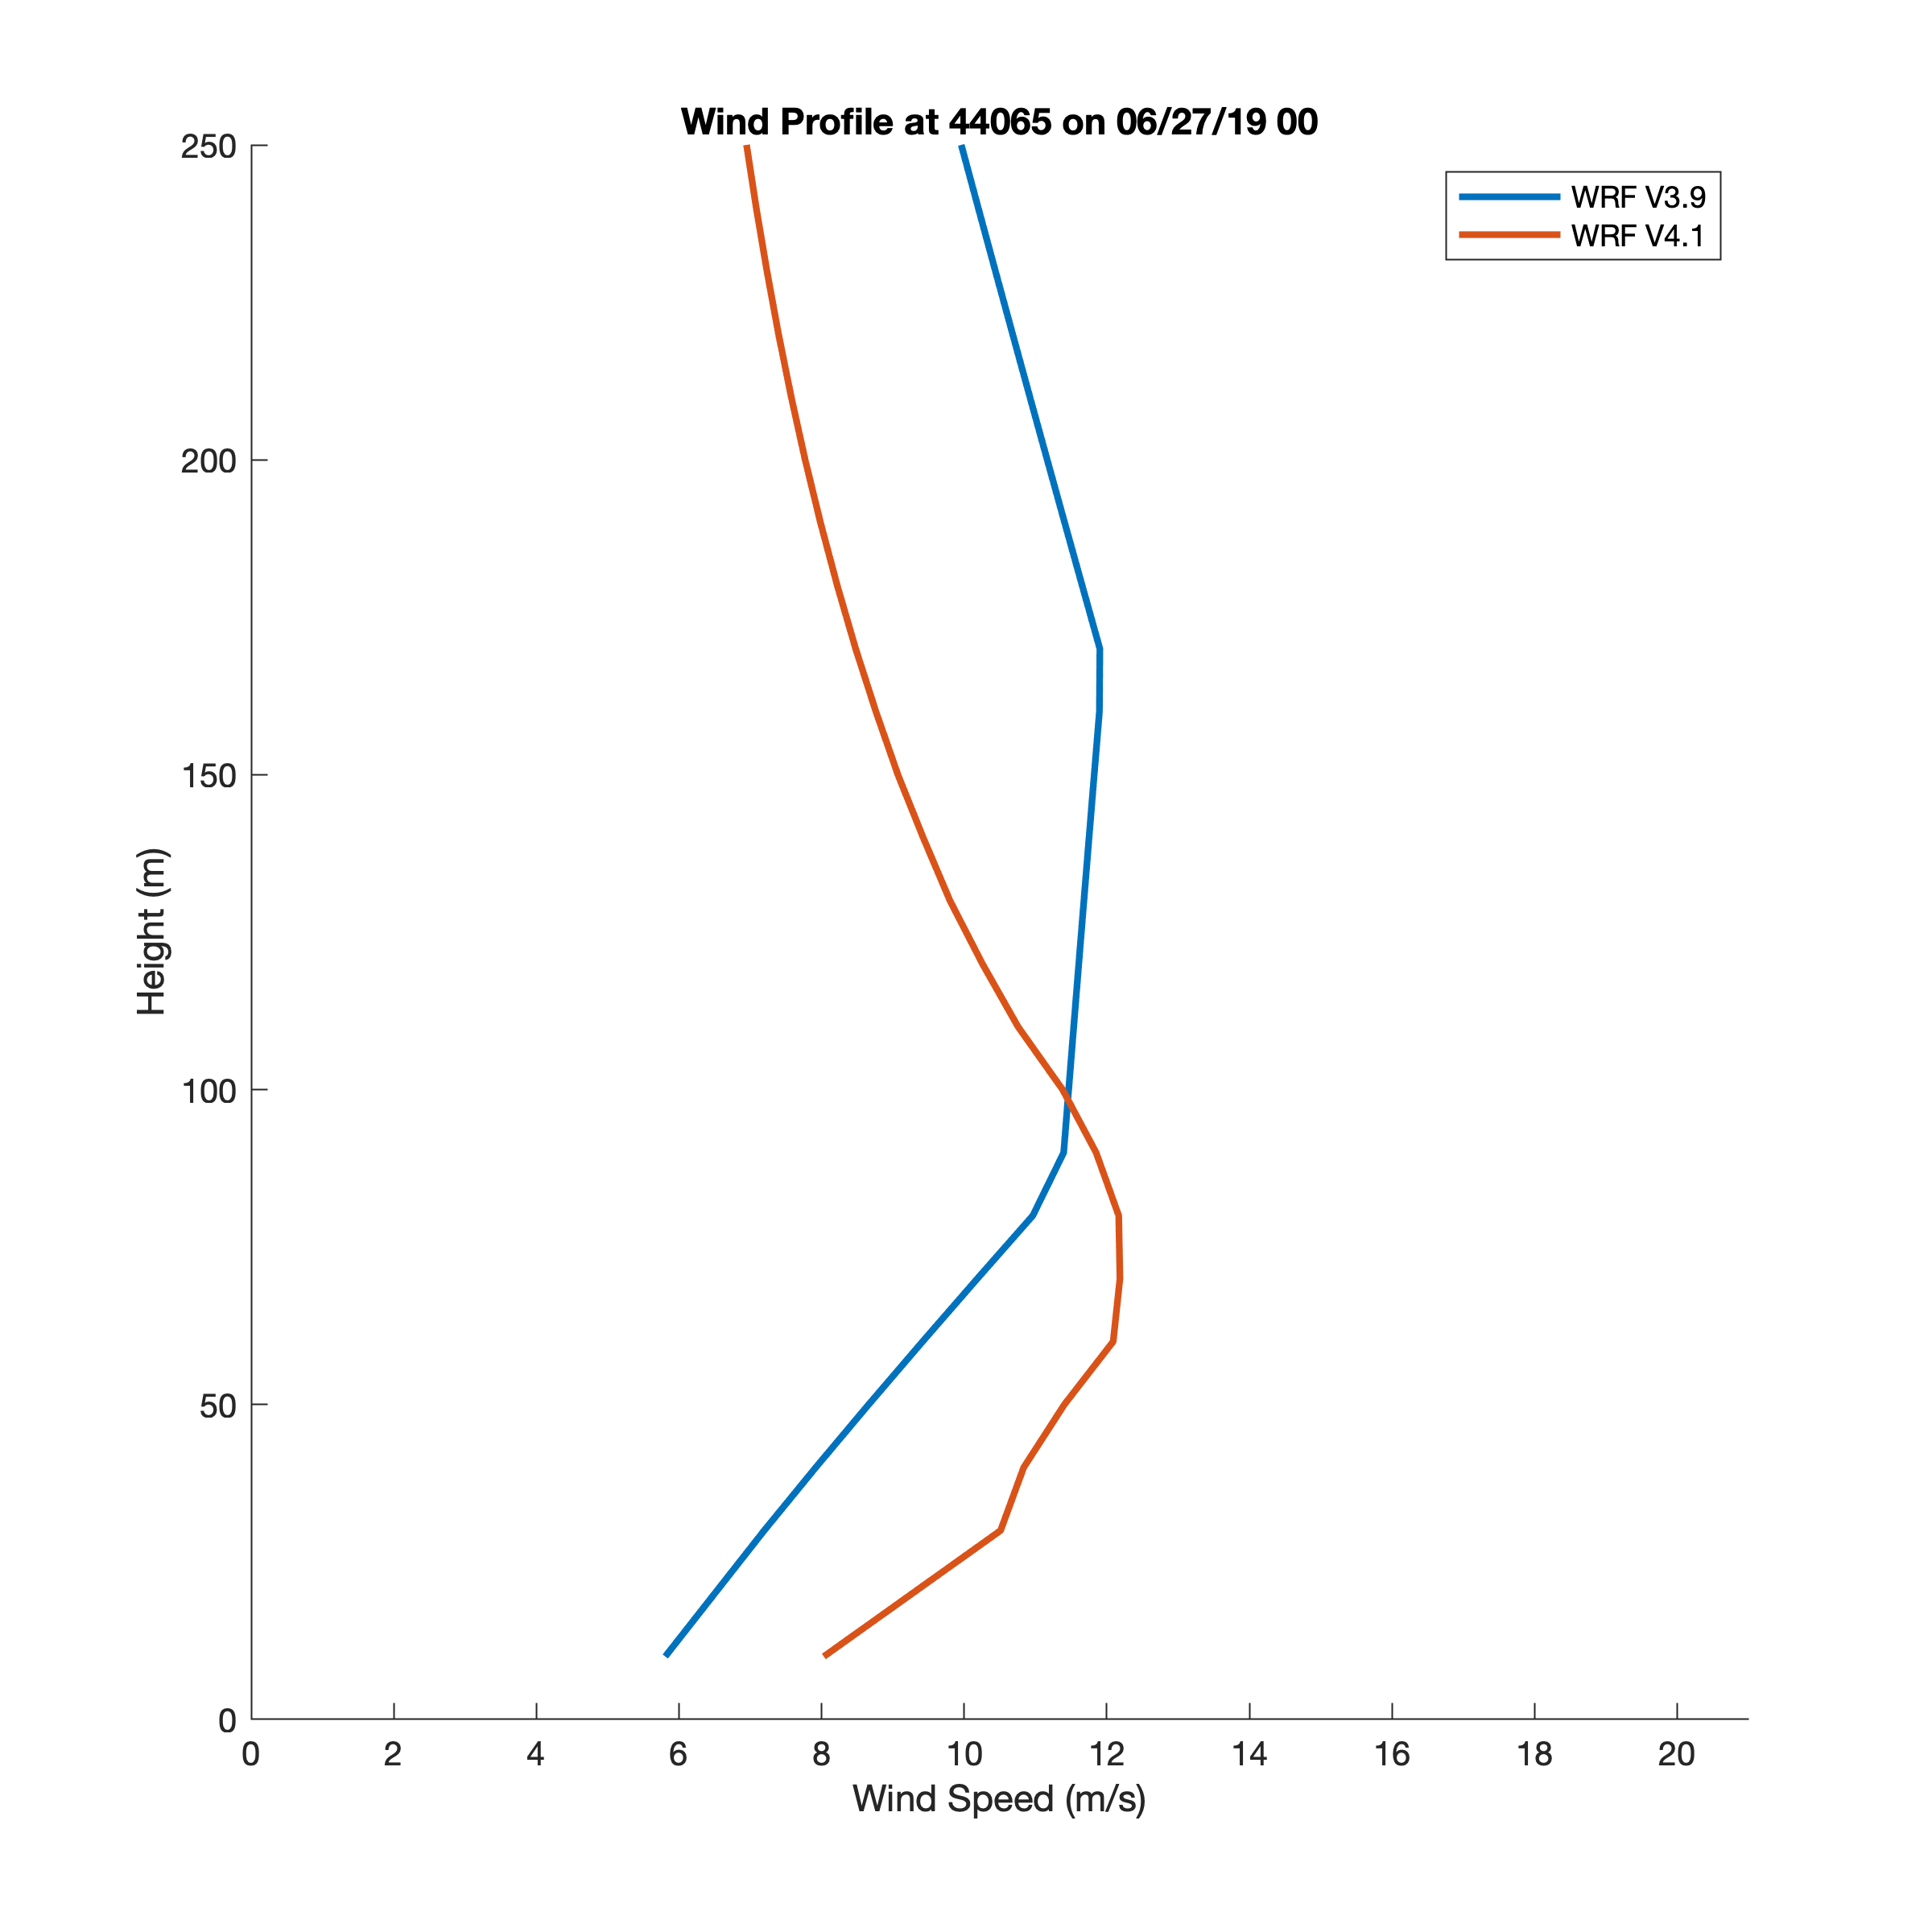 Wind Profile at 44065 on 06/27/19 00
WRF V3.9
WRF V4.1
250
200
150
100
50
0
Height (m)
0 2 4 6 8 10 12 14 16 18 20
Wind Speed (m/s)